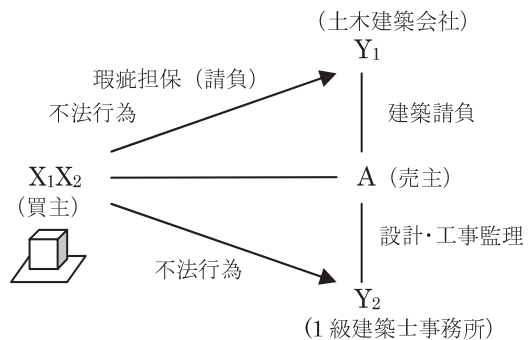 （土木建築会社）
Y1
瑕疵担保（請負）
不法行為
建築請負
X1X2
A（売主）
（買主）
設計・工事監理
不法行為
Y2
(1 級建築士事務所)